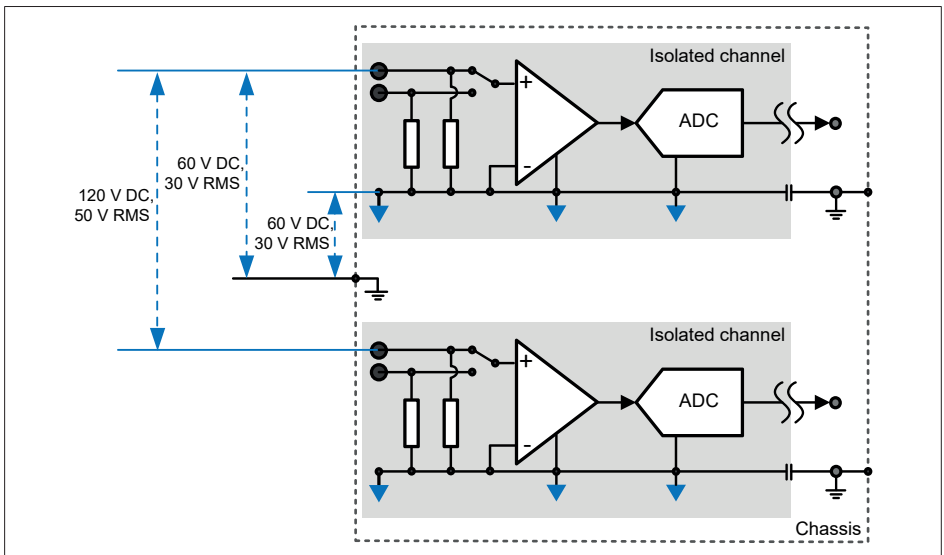 Isolated channel
+
-
ADC
60 V DC,
30 V RMS
120 V DC,
50 V RMS
60 V DC,
30 V RMS
Isolated channel
+
-
ADC
Chassis